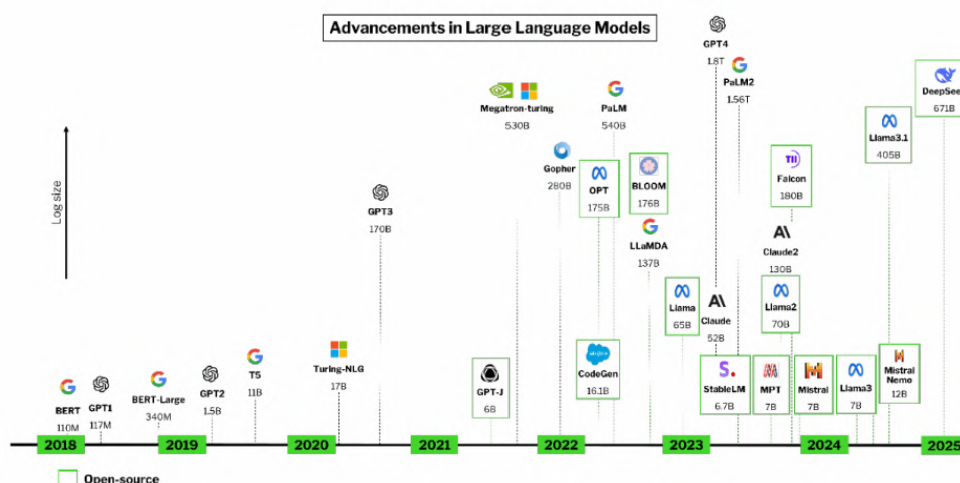 Advancements in Large Language Models
GPT4
1.8T
PaLM2
1.56T
DeepSee
671B
Megatron-turing
530B
PaLM
540B
Llama3.1
405B
Gopher
280B
OPT
175B
BLOOM
176B
Falcon
180B
Log size
GPT3
170B
LLaMDA
137B
Claude2
130B
Llama
65B
Claude
52B
Llama2
70B
BERT
110M
GPT1
117M
BERT-Large
340M
GPT2
1.5B
T5
11B
Turing-NLG
17B
GPT-J
6B
CodeGen
16.1B
S.
StableLM
6.7B
MPT
7B
Mistral
7B
Llama3
7B
Mistral
Nemo
12B
2018
2019
2020
2021
2022
2023
2024
2025
Open-source